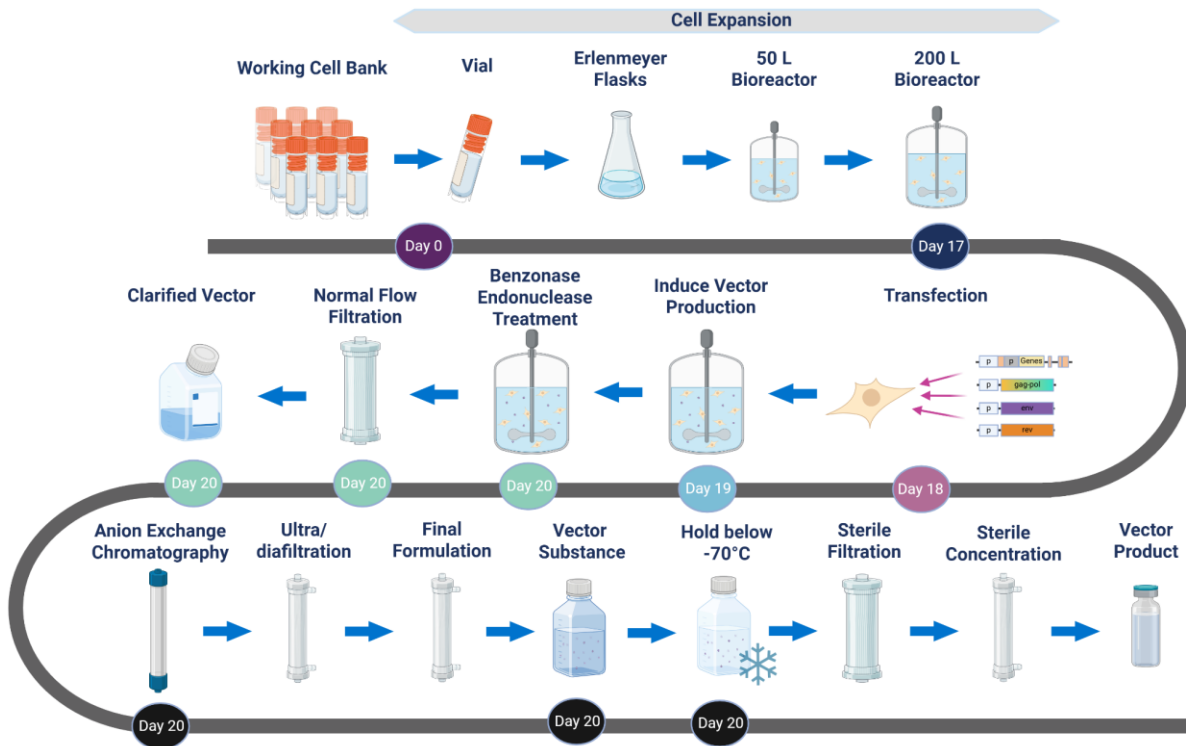 Cell Expansion
Working Cell Bank
Vial
Erlenmeyer
Flasks
50 L
Bioreactor
200 L
Bioreactor
Day 0
Day 17
Clarified Vector
Normal Flow
Filtration
Benzonase
Endonuclease
Treatment
Induce Vector
Production
Transfection
p
p
Genes
p
gag-pol
p
env
p
rev
Day 20
Day 20
Day 20
Day 19
Day 18
Anion Exchange
Chromatography
Ultra/
diafiltration
Final
Formulation
Vector
Substance
Hold below
-70°C
Sterile
Filtration
Sterile
Concentration
Vector
Product
Day 20
Day 20
Day 20